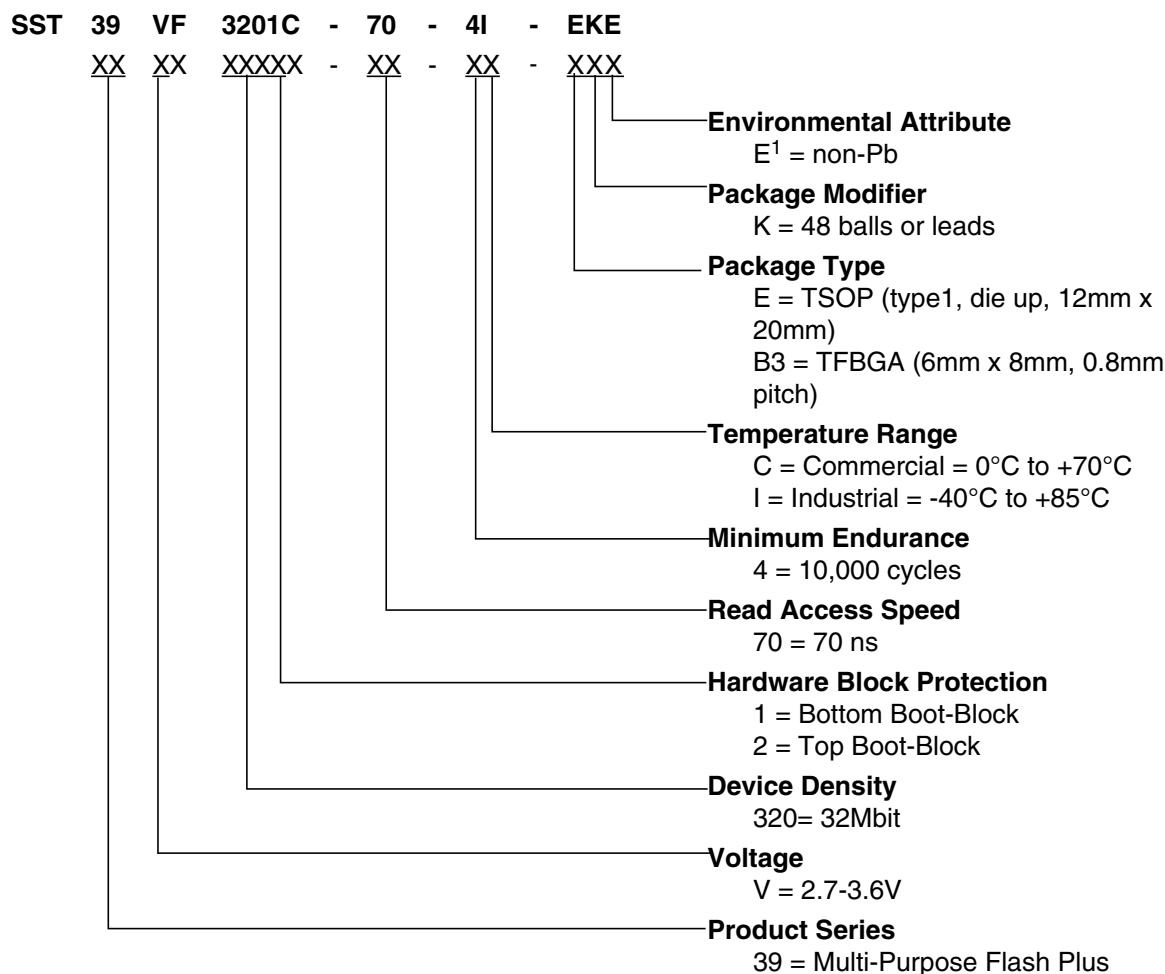 SST 39 VF 3201C - 70 - 4I - EKE
XX XX XXXXX - XX - XX - XXX
Environmental Attribute
E1 = non-Pb
Package Modifier
K = 48 balls or leads
Package Type
E = TSOP (type1, die up, 12mm x
20mm)
B3 = TFBGA (6mm x 8mm, 0.8mm
pitch)
Temperature Range
C = Commercial = 0°C to +70°C
I = Industrial = -40°C to +85°C
Minimum Endurance
4 = 10,000 cycles
Read Access Speed
70 = 70 ns
Hardware Block Protection
1 = Bottom Boot-Block
2 = Top Boot-Block
Device Density
320= 32Mbit
Voltage
V = 2.7-3.6V
Product Series
39 = Multi-Purpose Flash Plus